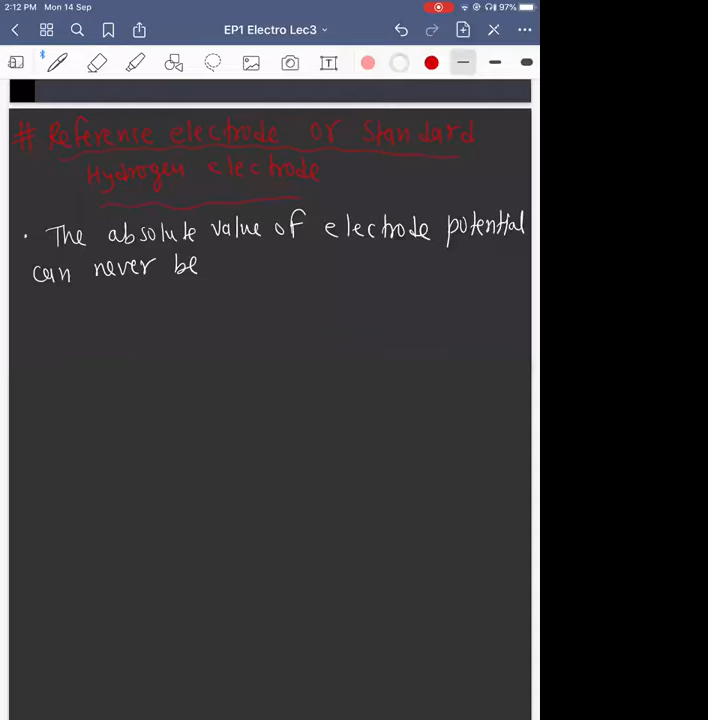 2:12 PM Mon 14 Sep 97%
EP1 Electro Lec3
T
# Reference electrode or Standard
Hydrogen electrode
· The absolute value of electrode potential
can never be